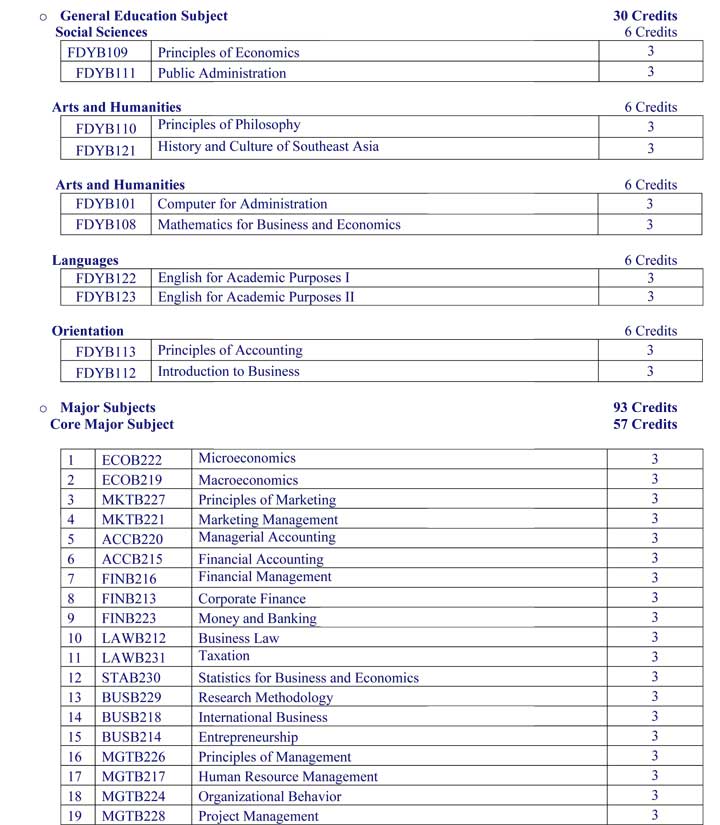 ○ General Education Subject 30 Credits
Social Sciences 6 Credits
FDYB109 Principles of Economics 3
FDYB111 Public Administration 3
Arts and Humanities 6 Credits
FDYB110 Principles of Philosophy 3
FDYB121 History and Culture of Southeast Asia 3
Arts and Humanities 6 Credits
FDYB101 Computer for Administration 3
FDYB108 Mathematics for Business and Economics 3
Languages 6 Credits
FDYB122 English for Academic Purposes I 3
FDYB123 English for Academic Purposes II 3
Orientation 6 Credits
FDYB113 Principles of Accounting 3
FDYB112 Introduction to Business 3
○ Major Subjects 93 Credits
Core Major Subject 57 Credits
1 ECOB222 Microeconomics 3
2 ECOB219 Macroeconomics 3
3 MKTB227 Principles of Marketing 3
4 MKTB221 Marketing Management 3
5 ACCB220 Managerial Accounting 3
6 ACCB215 Financial Accounting 3
7 FINB216 Financial Management 3
8 FINB213 Corporate Finance 3
9 FINB223 Money and Banking 3
10 LAWB212 Business Law 3
11 LAWB231 Taxation 3
12 STAB230 Statistics for Business and Economics 3
13 BUSB229 Research Methodology 3
14 BUSB218 International Business 3
15 BUSB214 Entrepreneurship 3
16 MGTB226 Principles of Management 3
17 MGTB217 Human Resource Management 3
18 MGTB224 Organizational Behavior 3
19 MGTB228 Project Management 3